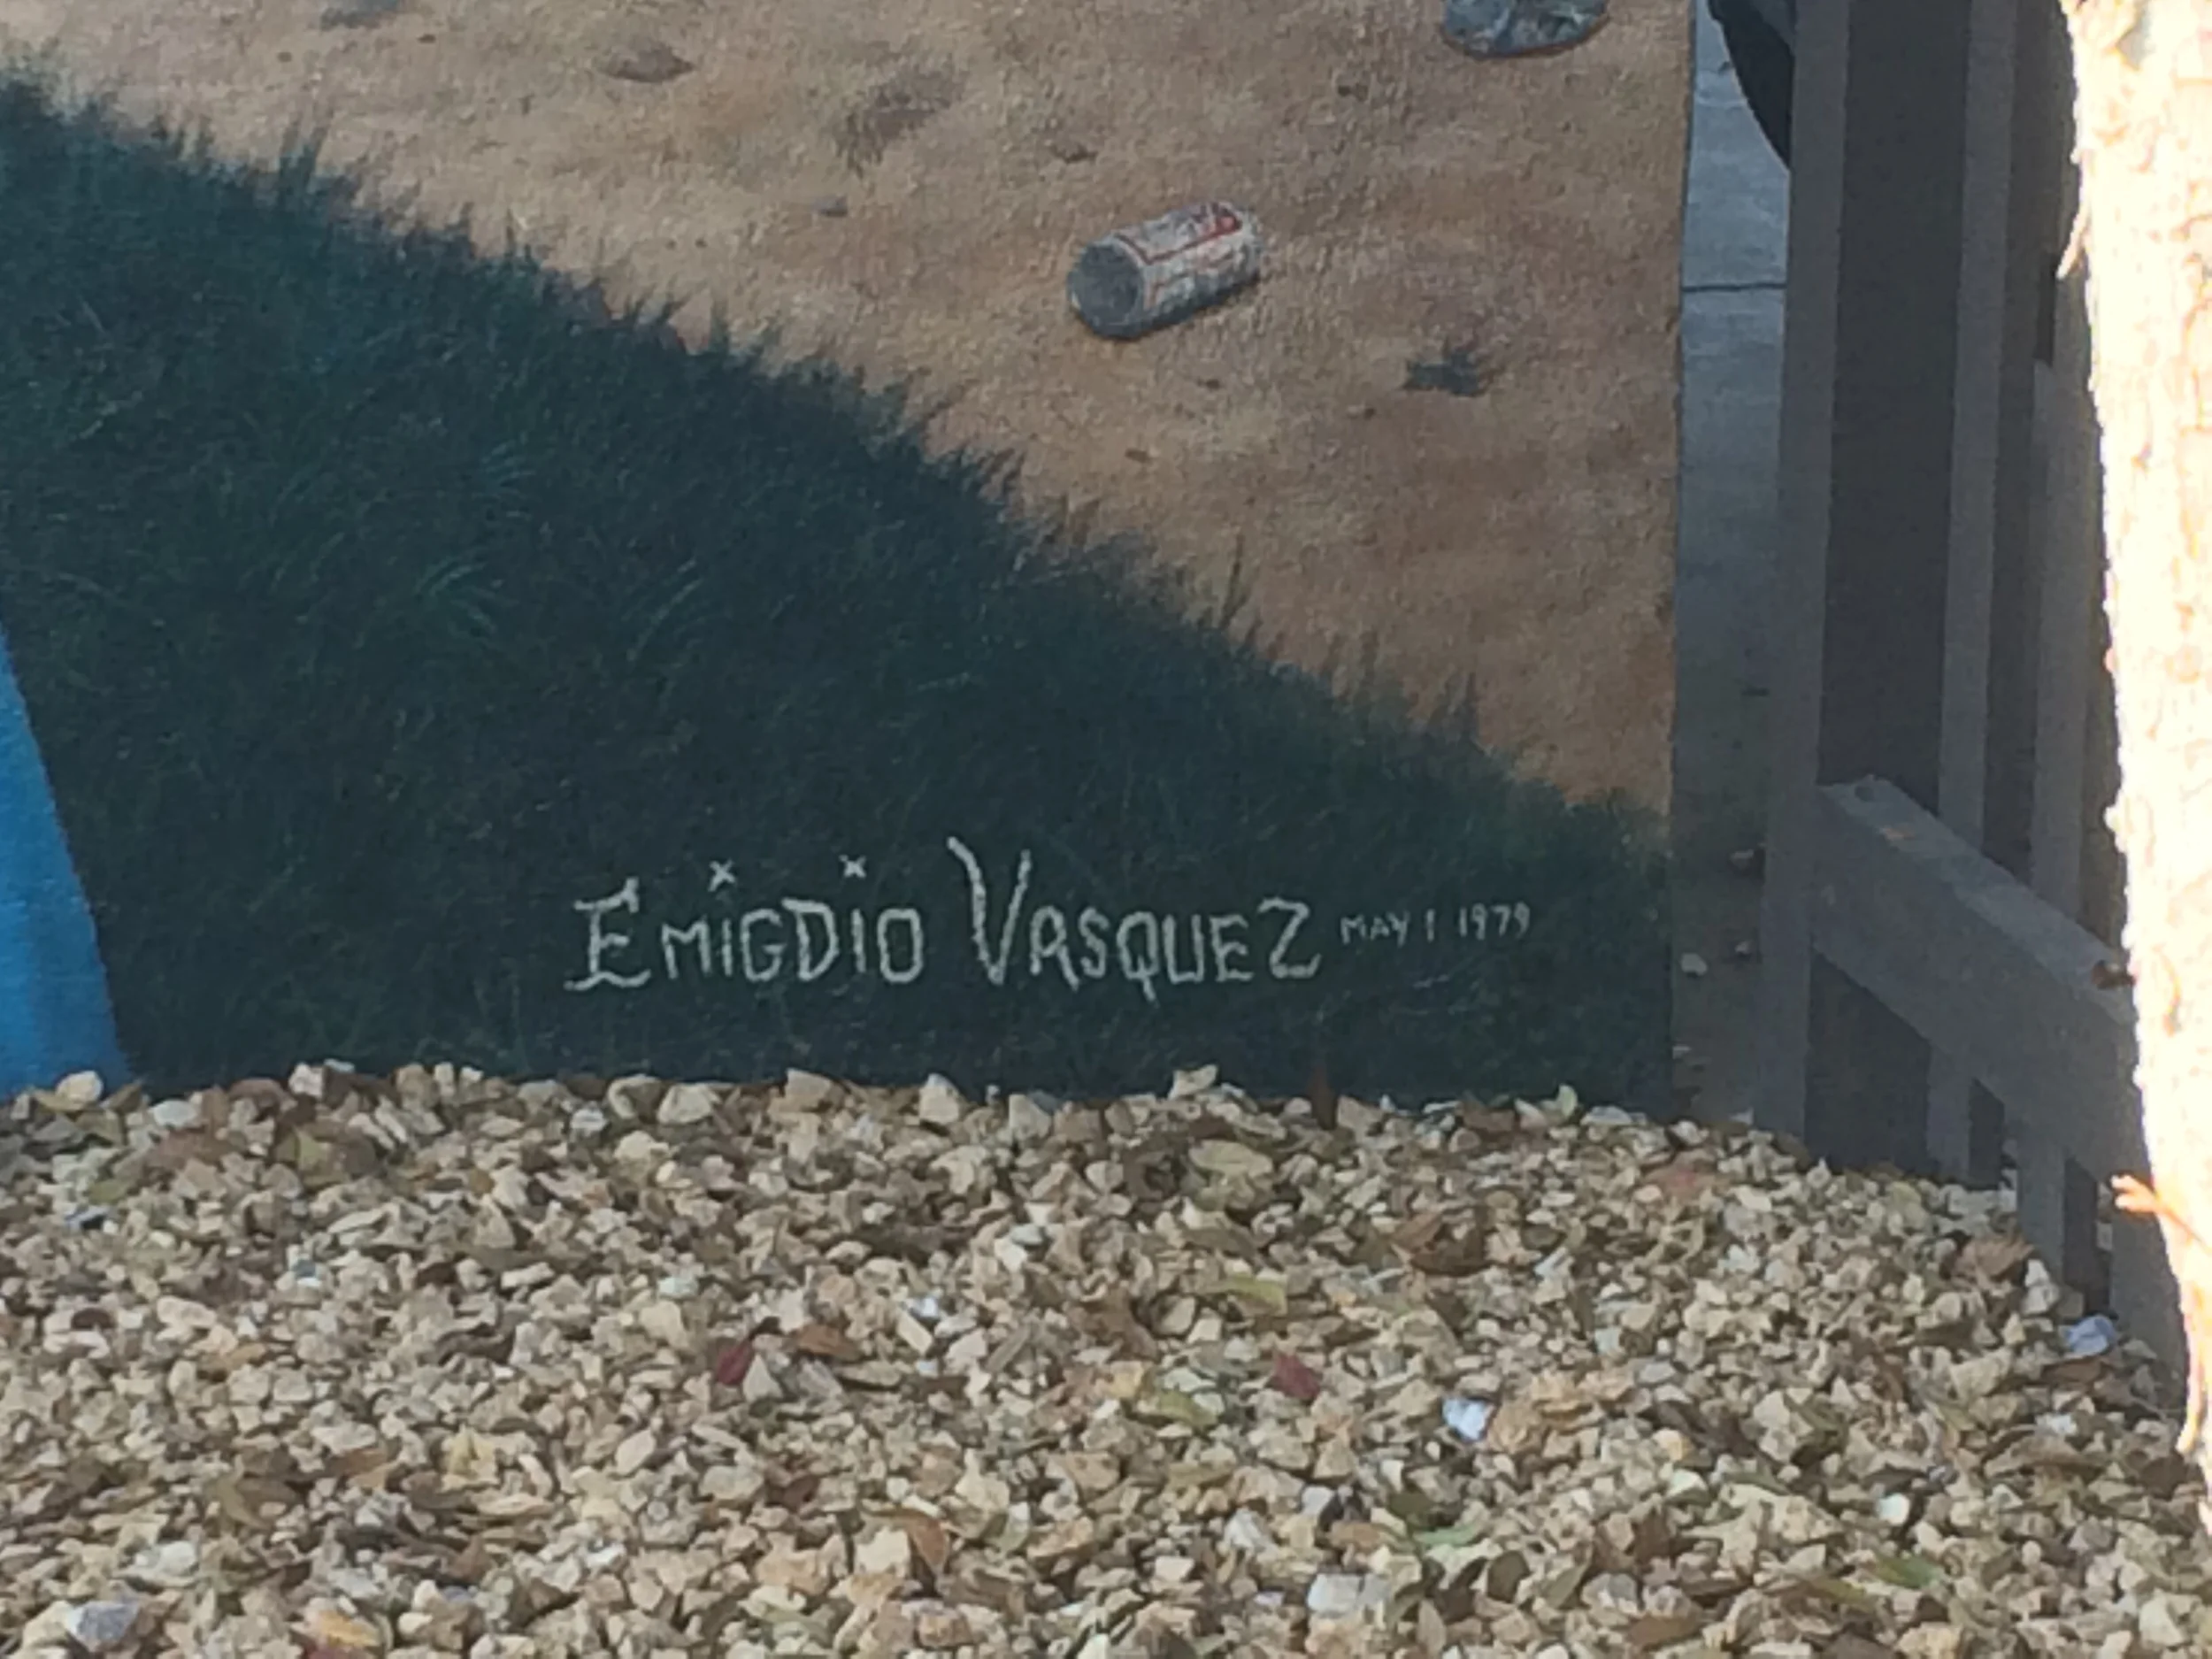 EMIGDIO VASQUEZ MAY 1 1979